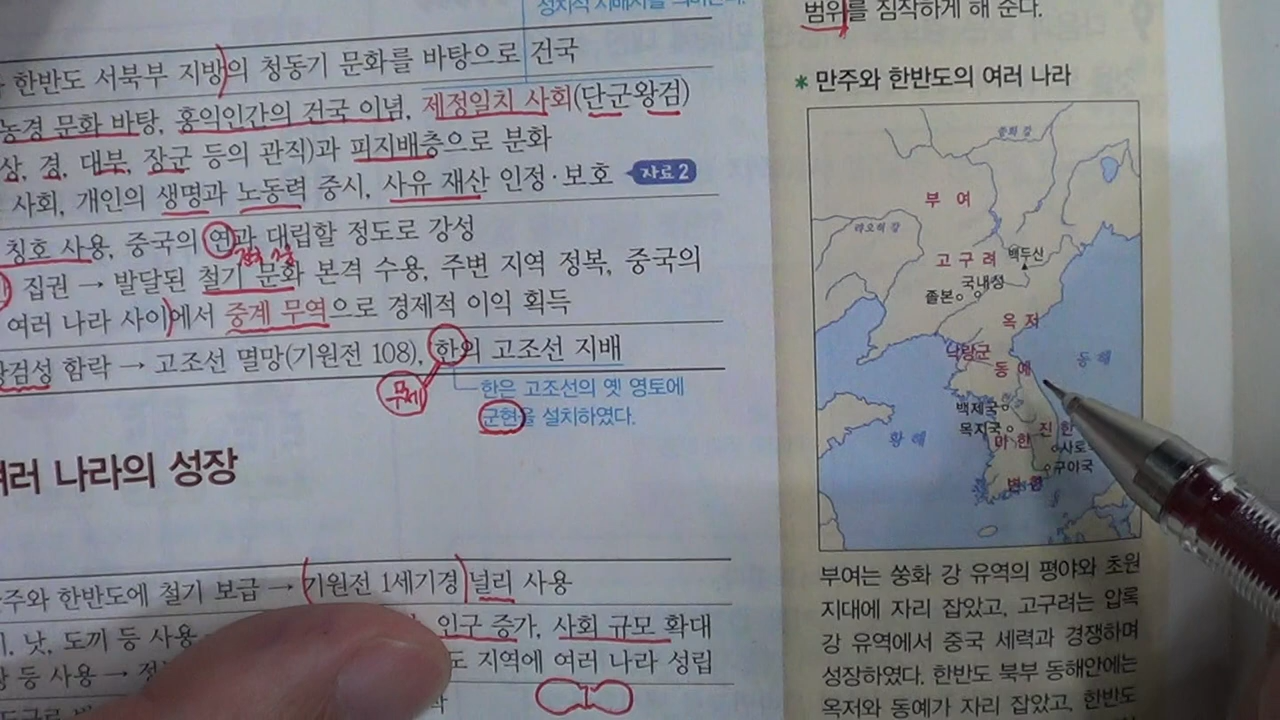 한반도 서북부 지방의 청동기 문화를 바탕으로 건국
농경 문화 바탕, 홍익인간의 건국 이념, 제정일치 사회(단군왕검)
상, 경, 대부, 장군 등의 관직)과 피지배층으로 분화
사회, 개인의 생명과 노동력 중시, 사유 재산 인정·보호 자료2
칭호 사용, 중국의 연과 대립할 정도로 강성
집권 → 발달된 철기 문화 본격 수용, 주변 지역 정복, 중국의
여러 나라 사이에서 중계 무역으로 경제적 이익 획득
검성 함락 → 고조선 멸망(기원전 108), 한의 고조선 지배
무제
한은 고조선의 옛 영토에
군현을 설치하였다.
여러 나라의 성장
주와 한반도에 철기 보급 → 기원전 1세기경 널리 사용
낫, 도끼 등 사용
인구 증가, 사회 규모 확대
등 사용 →
지역에 여러 나라 성립
범위를 짐작하게 해 준다.
* 만주와 한반도의 여러 나라
쑹화 강
부여
랴오허 강
고구려
백두산
국내성
졸본
옥저
낙랑군
동예
동해
백제국
목지국
마한
진한
황해
사로
구야국
변한
부여는 쑹화 강 유역의 평야와 초원
지대에 자리 잡았고, 고구려는 압록
강 유역에서 중국 세력과 경쟁하며
성장하였다. 한반도 북부 동해안에는
옥저와 동예가 자리 잡았고, 한반도